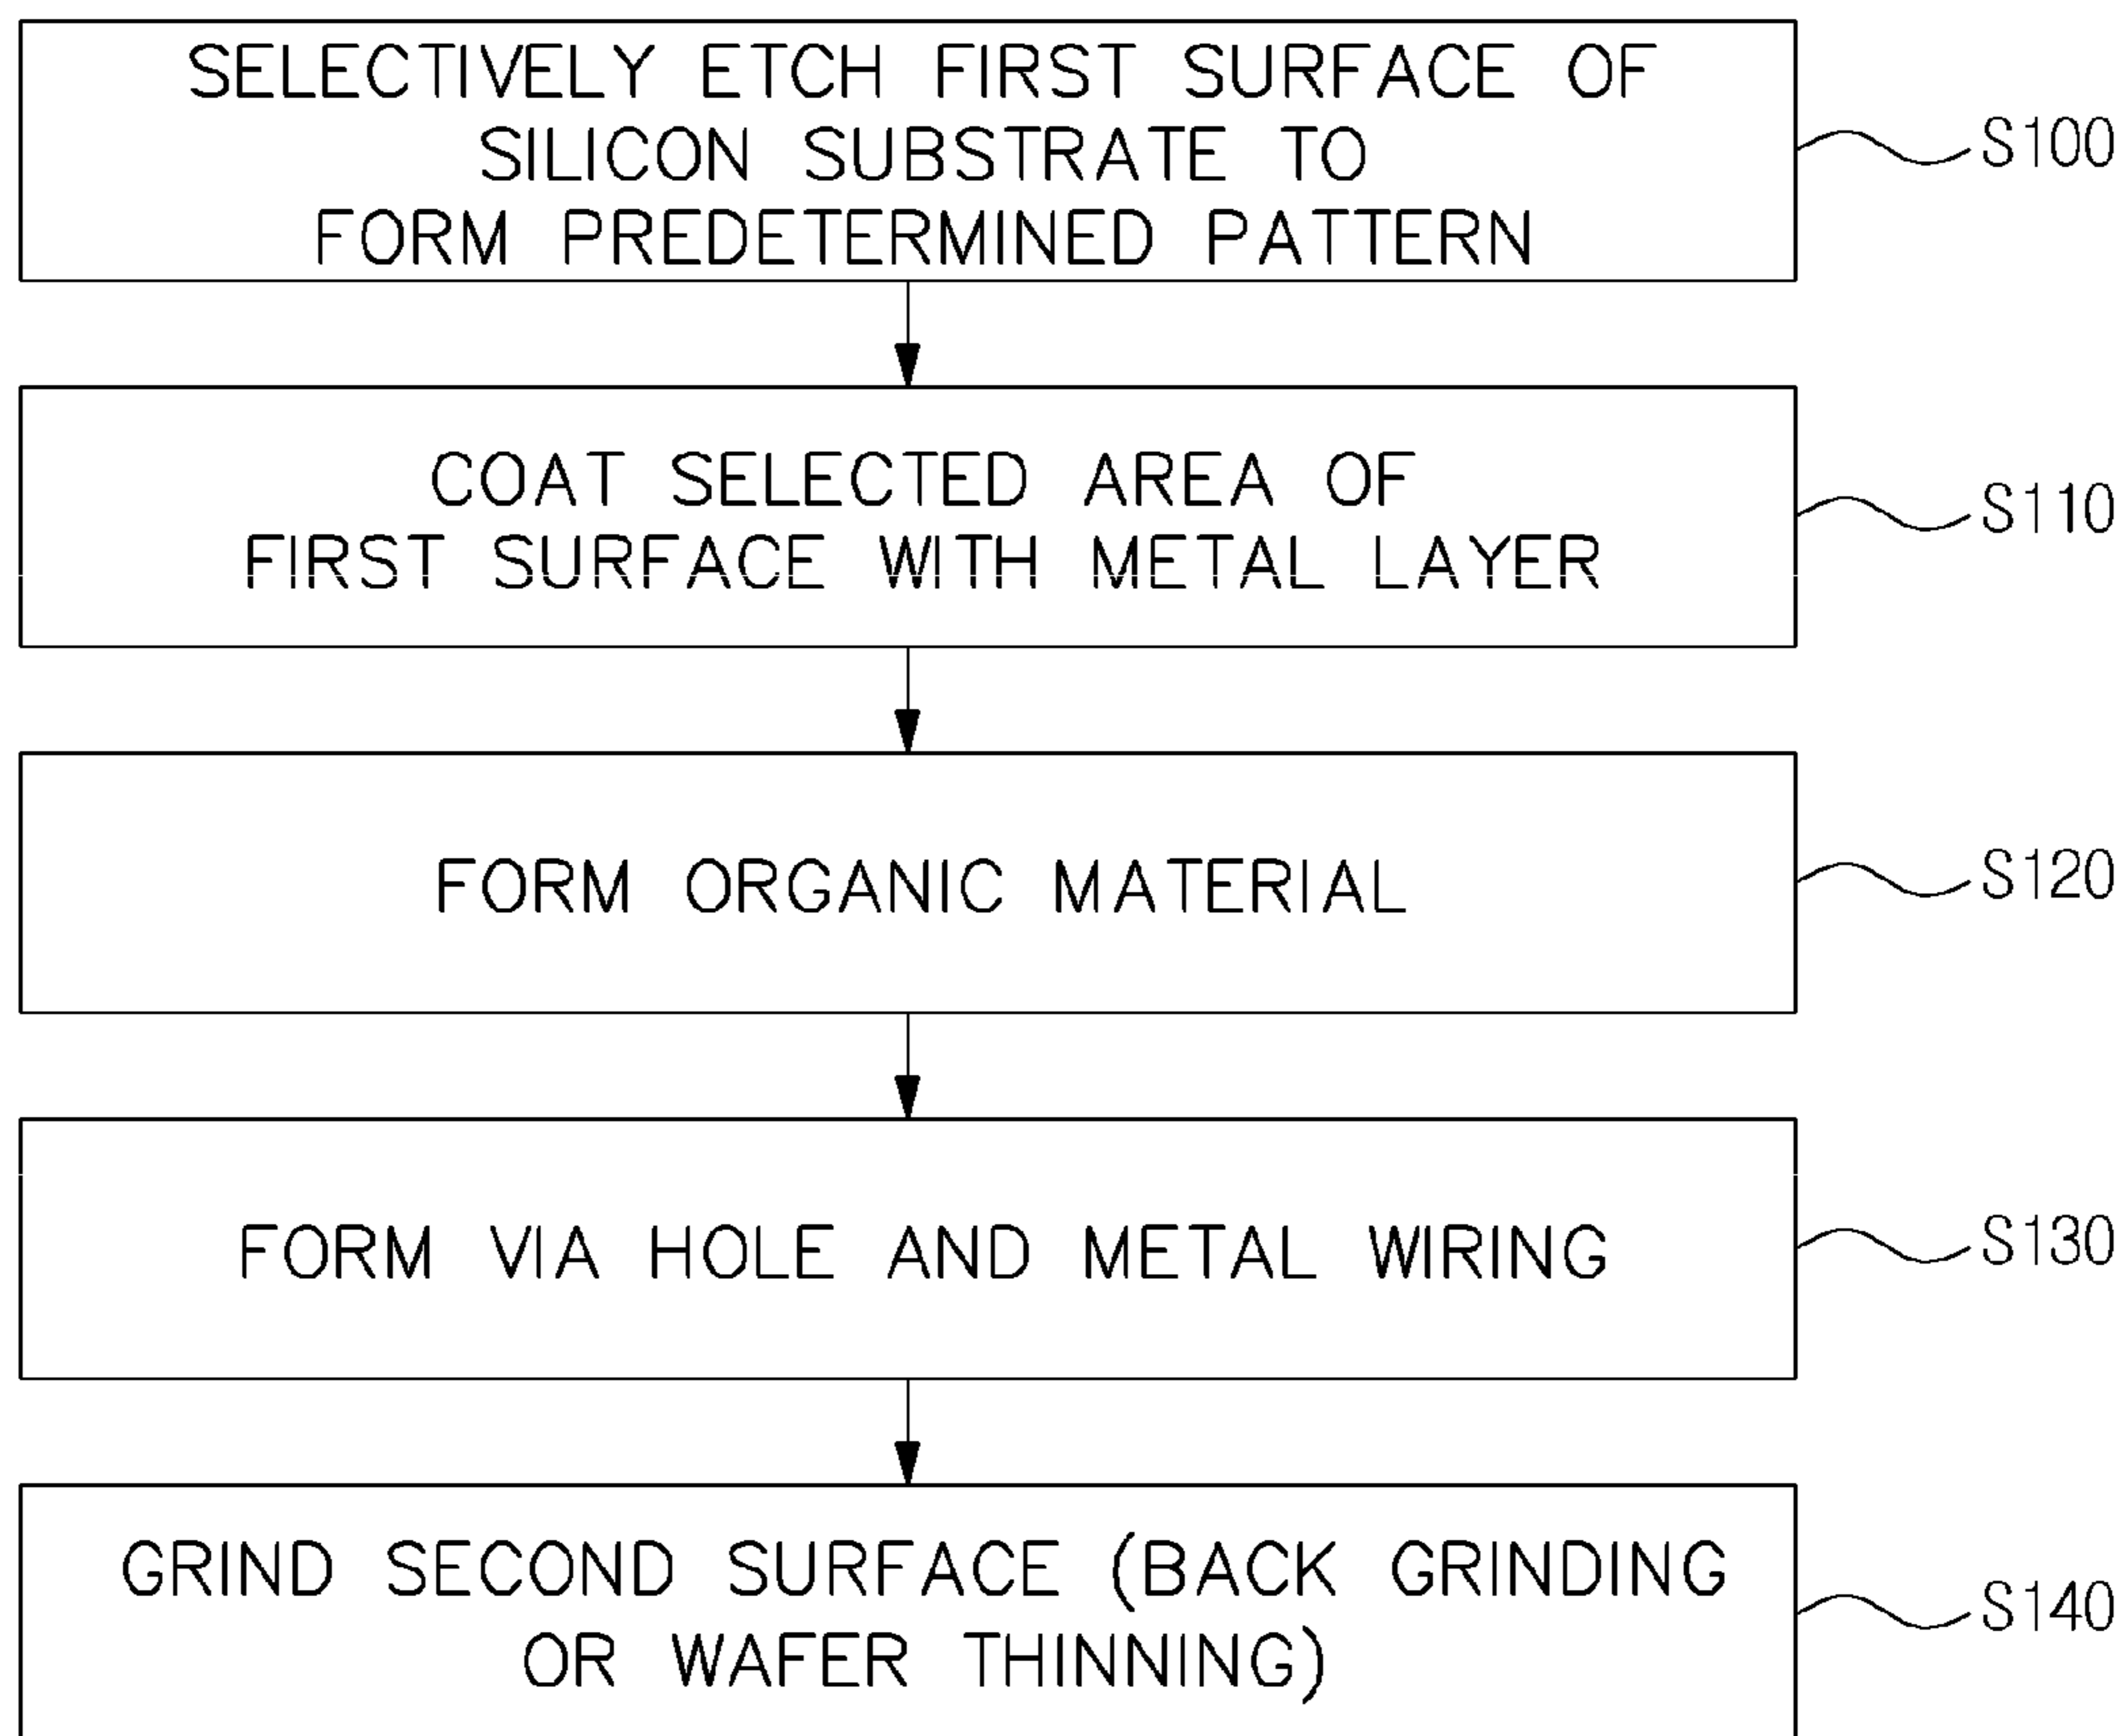 SELECTIVELY ETCH FIRST SURFACE OF
SILICON SUBSTRATE TO
FORM PREDETERMINED PATTERN
S100
COAT SELECTED AREA OF
FIRST SURFACE WITH METAL LAYER
S110
FORM ORGANIC MATERIAL
S120
FORM VIA HOLE AND METAL WIRING
S130
GRIND SECOND SURFACE (BACK GRINDING
OR WAFER THINNING)
S140